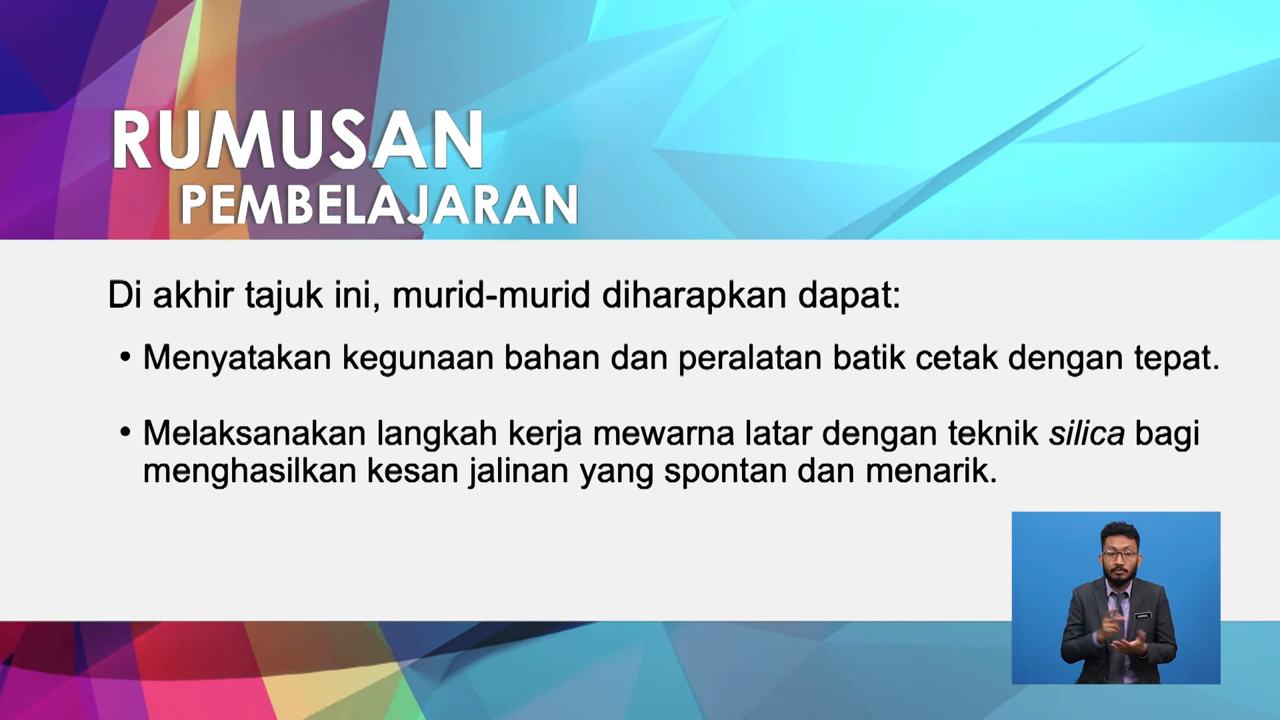 RUMUSAN
PEMBELAJARAN
Di akhir tajuk ini, murid-murid diharapkan dapat:
• Menyatakan kegunaan bahan dan peralatan batik cetak dengan tepat.
• Melaksanakan langkah kerja mewarna latar dengan teknik silica bagi
menghasilkan kesan jalinan yang spontan dan menarik.